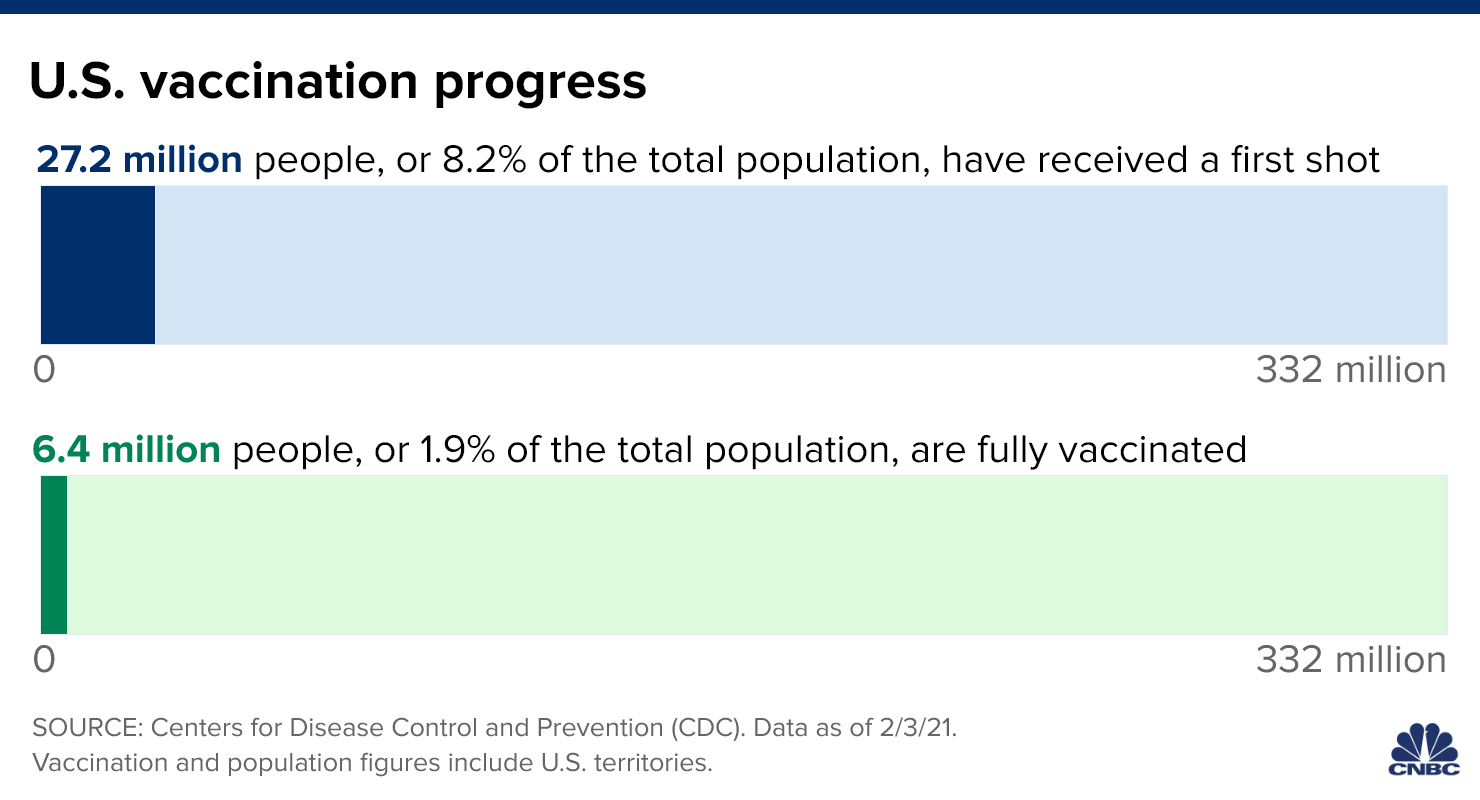 U.S. vaccination progress
27.2 million people, or 8.2% of the total population, have received a first shot
0
332 million
6.4 million people, or 1.9% of the total population, are fully vaccinated
0
332 million
SOURCE: Centers for Disease Control and Prevention (CDC). Data as of 2/3/21.
Vaccination and population figures include U.S. territories.
CNBC